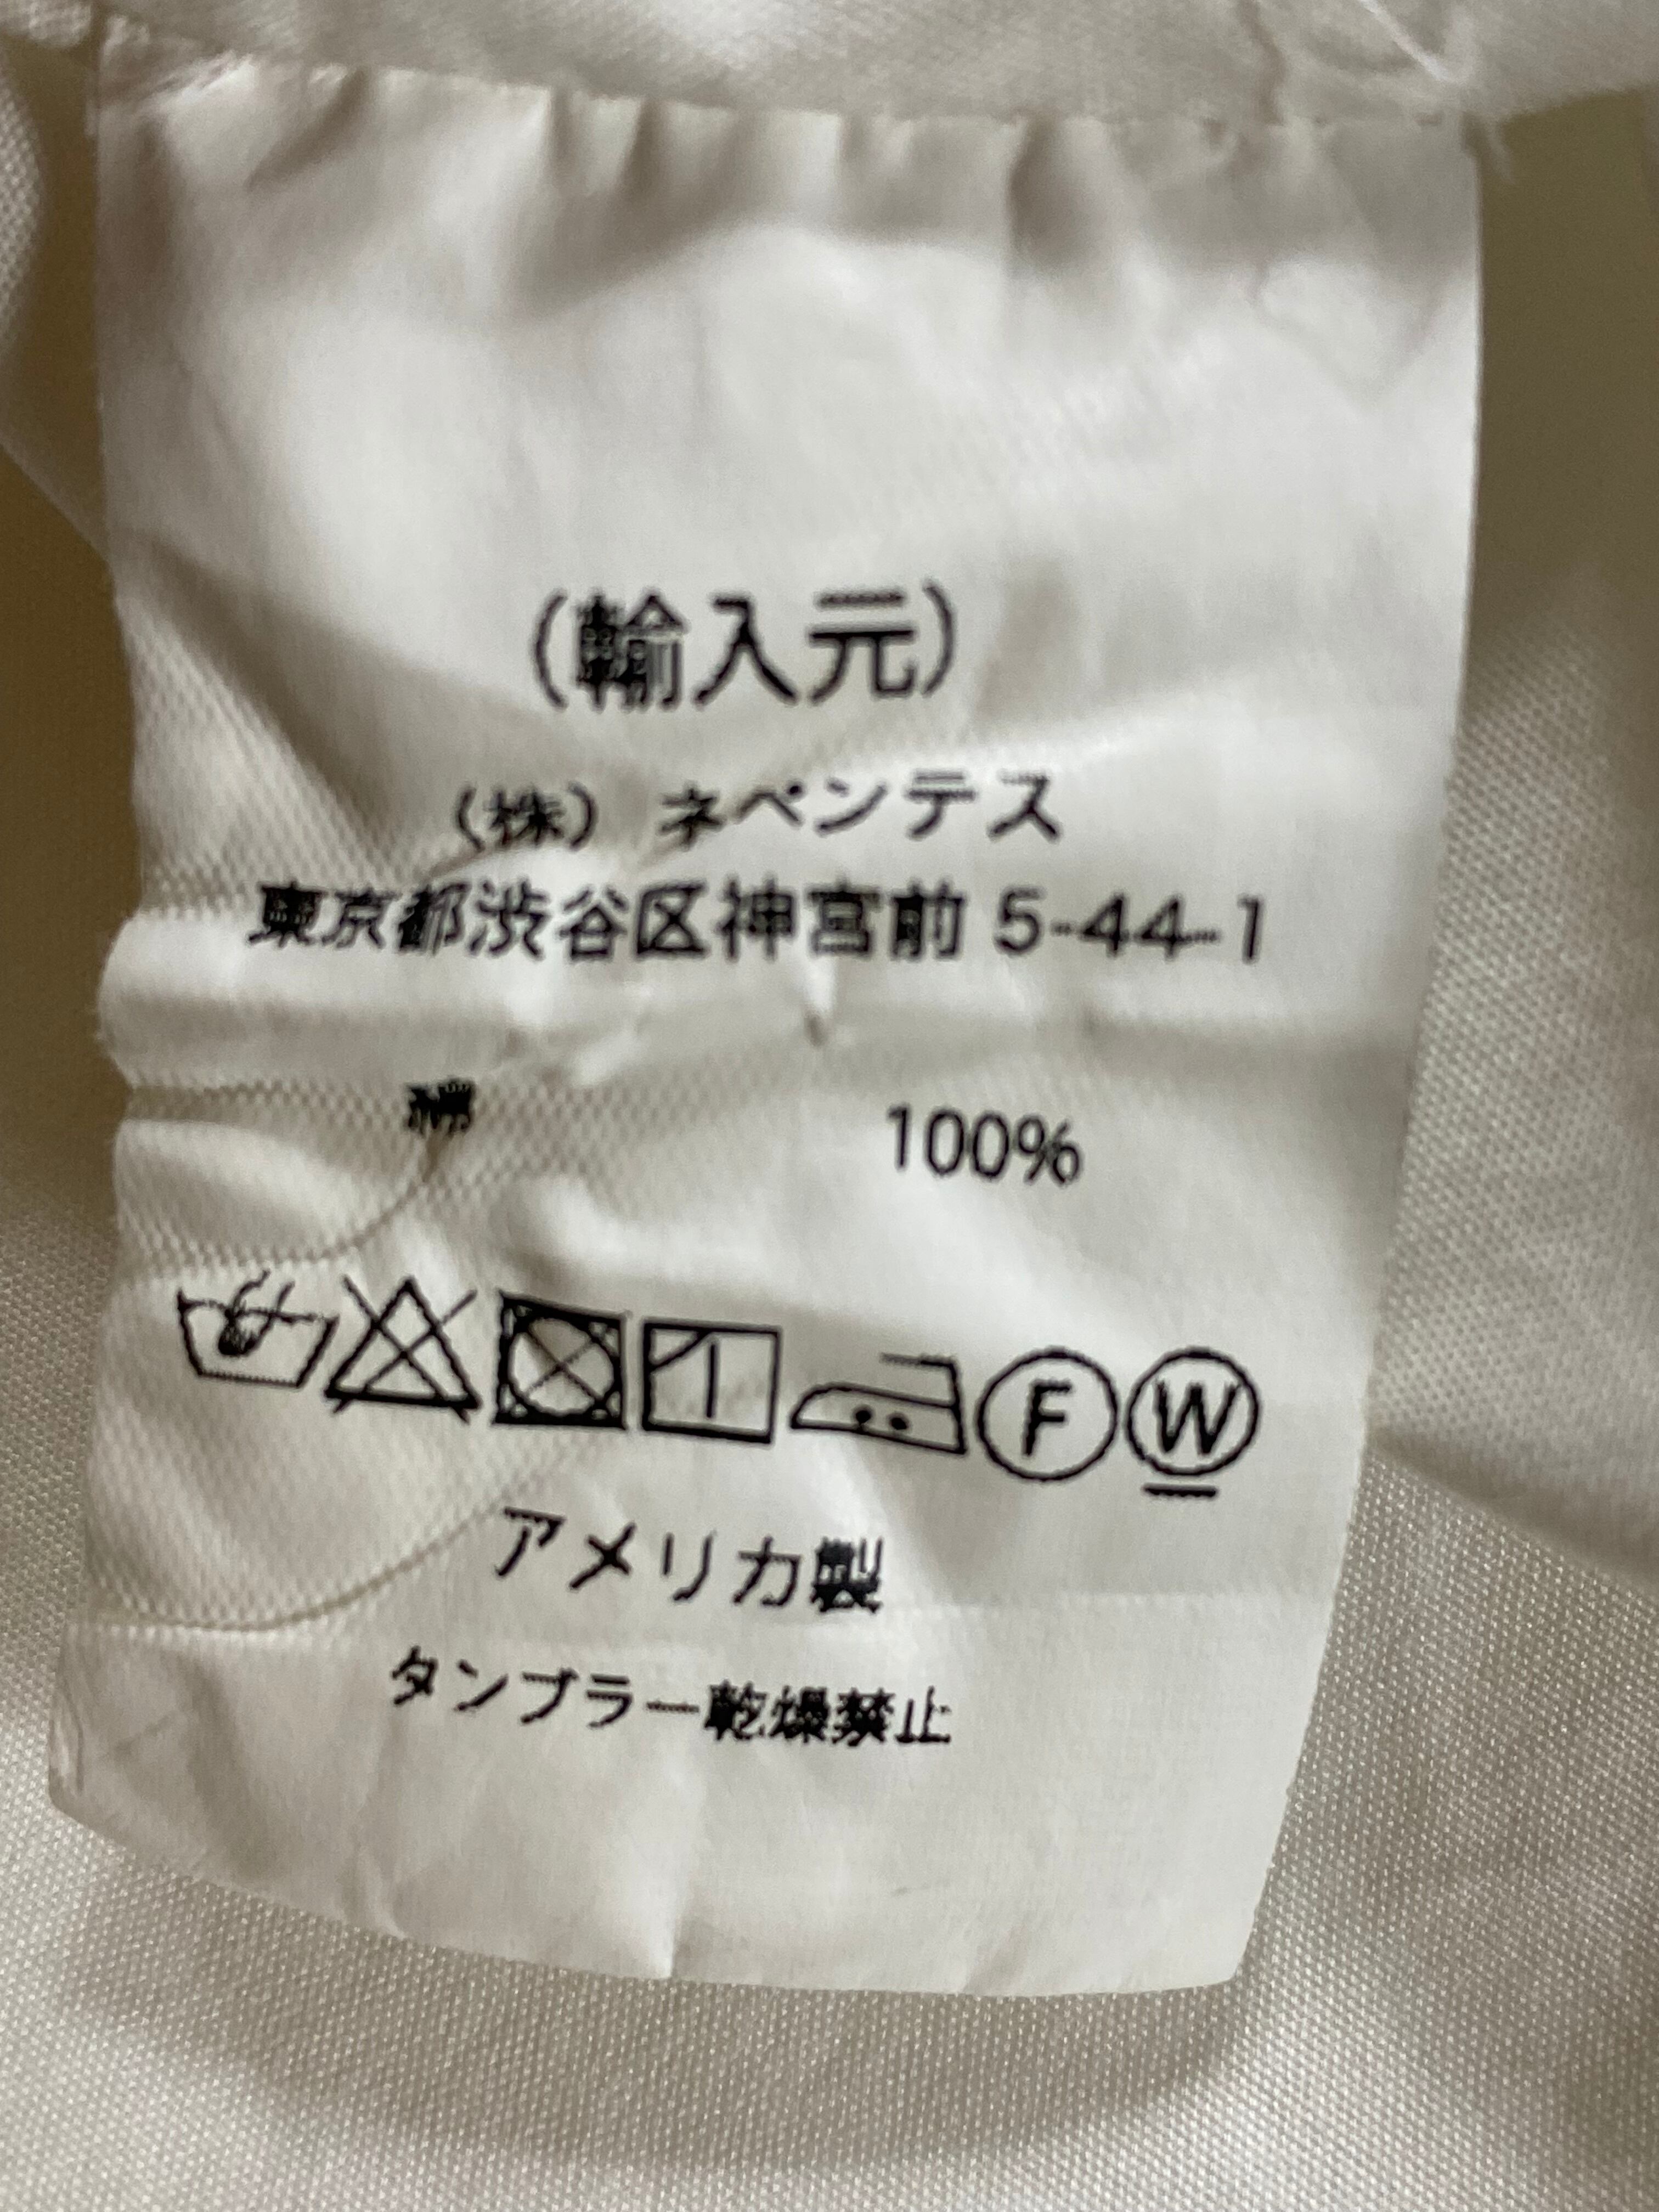 (輸入元)
(株) ネペンテス
東京都渋谷区神宮前 5-44-1
綿 100%
F W
アメリカ製
タンブラー乾燥禁止